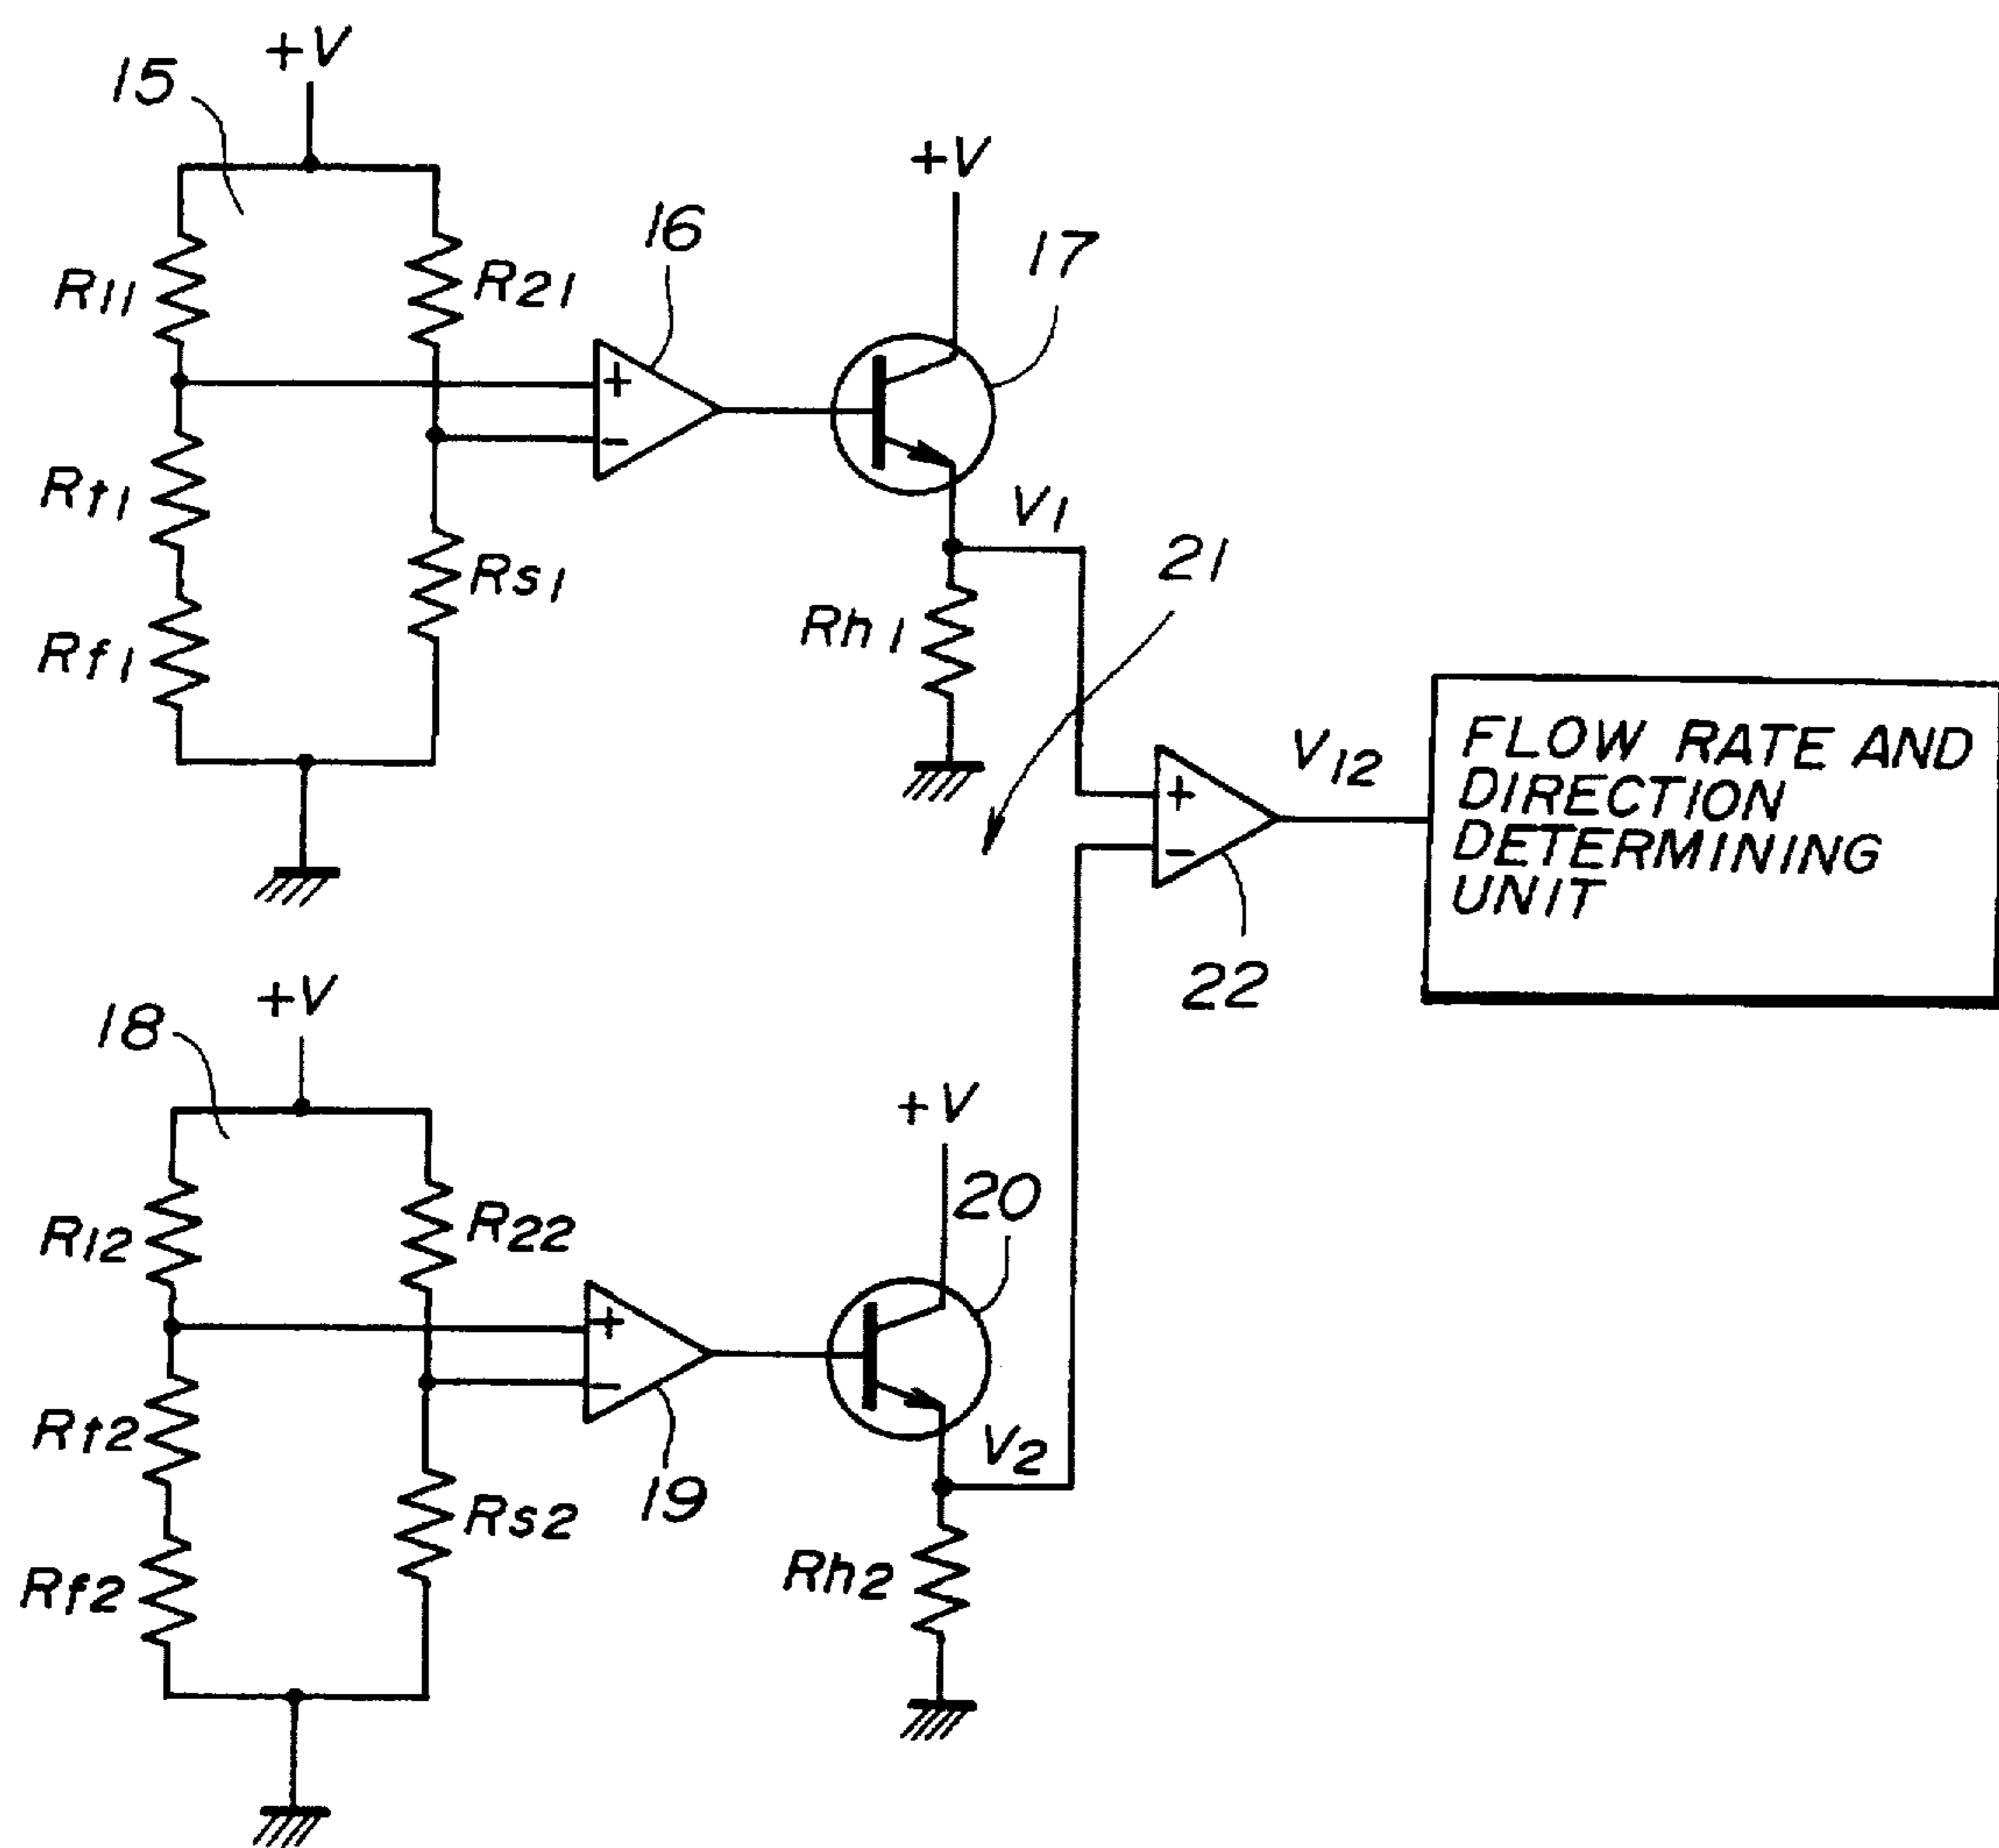 +V
15
+V
16
17
R11
R21
+
-
Rt1
V1
21
Rs1
Rh1
Rf1
V12
FLOW RATE AND
DIRECTION
DETERMINING
UNIT
+
-
22
+V
18
+V
20
R12
R22
+
-
Rt2
V2
19
Rs2
Rh2
Rf2